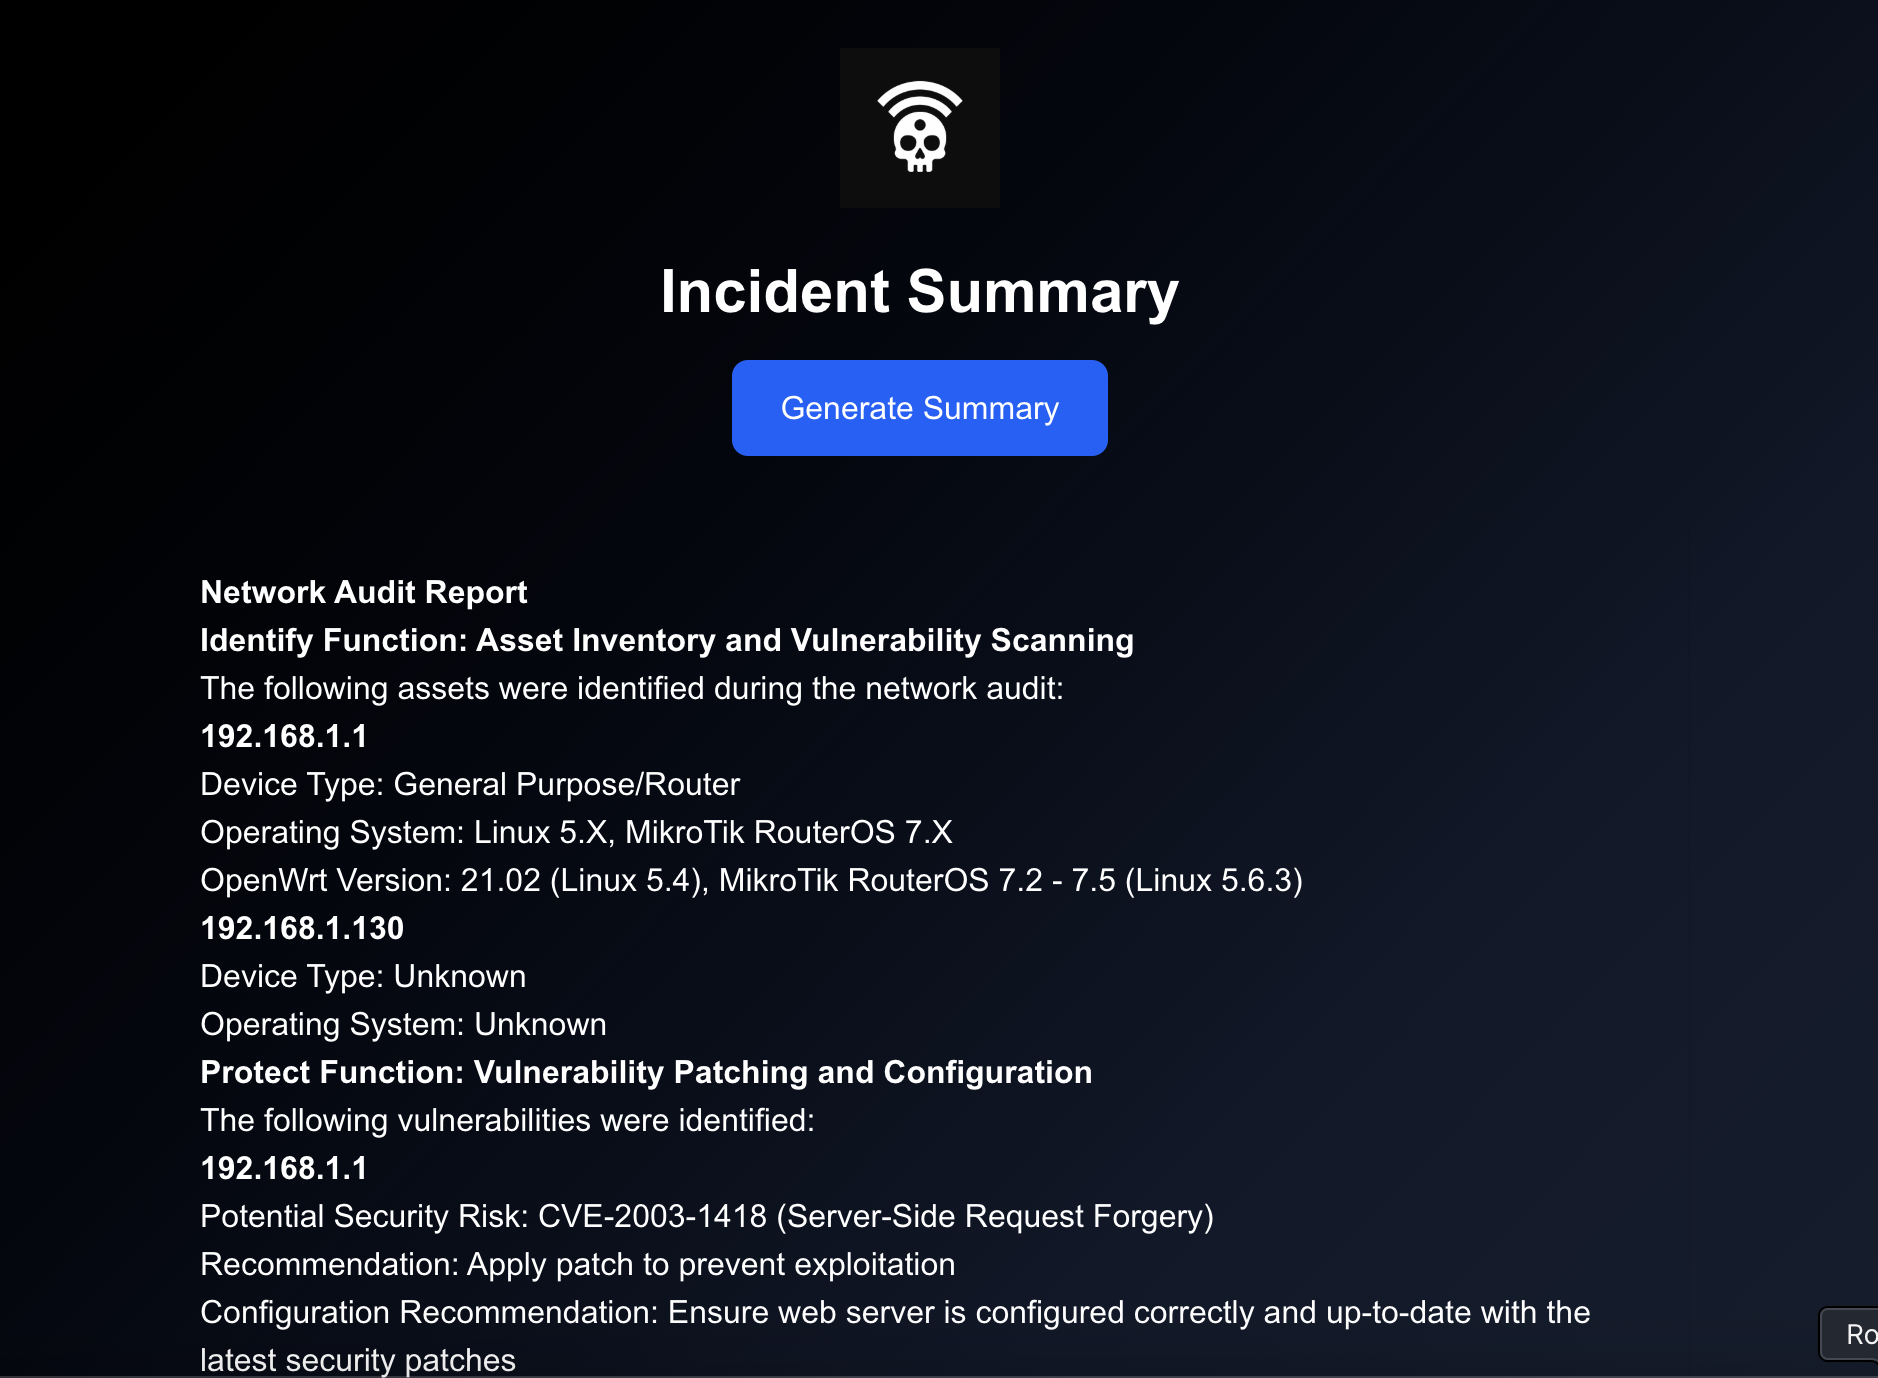 Incident Summary
Generate Summary
Network Audit Report
Identify Function: Asset Inventory and Vulnerability Scanning
The following assets were identified during the network audit:
192.168.1.1
Device Type: General Purpose/Router
Operating System: Linux 5.X, MikroTik RouterOS 7.X
OpenWrt Version: 21.02 (Linux 5.4), MikroTik RouterOS 7.2 - 7.5 (Linux 5.6.3)
192.168.1.130
Device Type: Unknown
Operating System: Unknown
Protect Function: Vulnerability Patching and Configuration
The following vulnerabilities were identified:
192.168.1.1
Potential Security Risk: CVE-2003-1418 (Server-Side Request Forgery)
Recommendation: Apply patch to prevent exploitation
Configuration Recommendation: Ensure web server is configured correctly and up-to-date with the
latest security patches